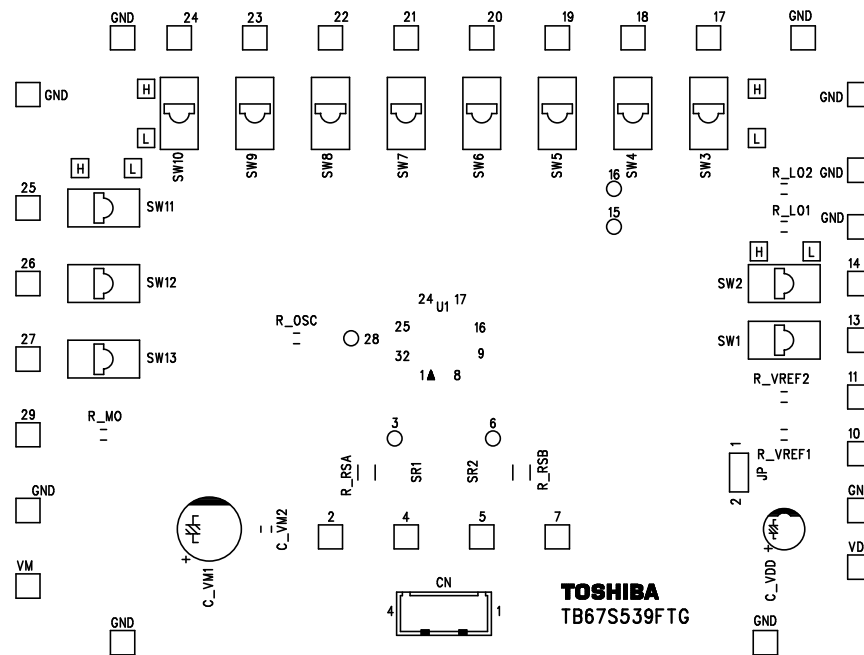 GND 24 23 22 21 20 19 18 17 GND
GND H H GND
L L
SW10 SW9 SW8 SW7 SW6 SW5 SW4 SW3
H L
16 R_LO2 GND
25 SW11 15 R_LO1 GND
H L
26 SW12 SW2 14
24 17
U1
R_OSC 28 25 16 SW1 13
27 SW13 32 9
1 8 R_VREF2 11
29 R_MO 3 6 1 10
R_RSA SR1 SR2 R_RSB JP R_VREF1
GND 2 GN
C_VM2 2 4 5 7
VM + C_VM1 + C_VDD VD
CN
4 1 TOSHIBA
TB67S539FTG
GND GND